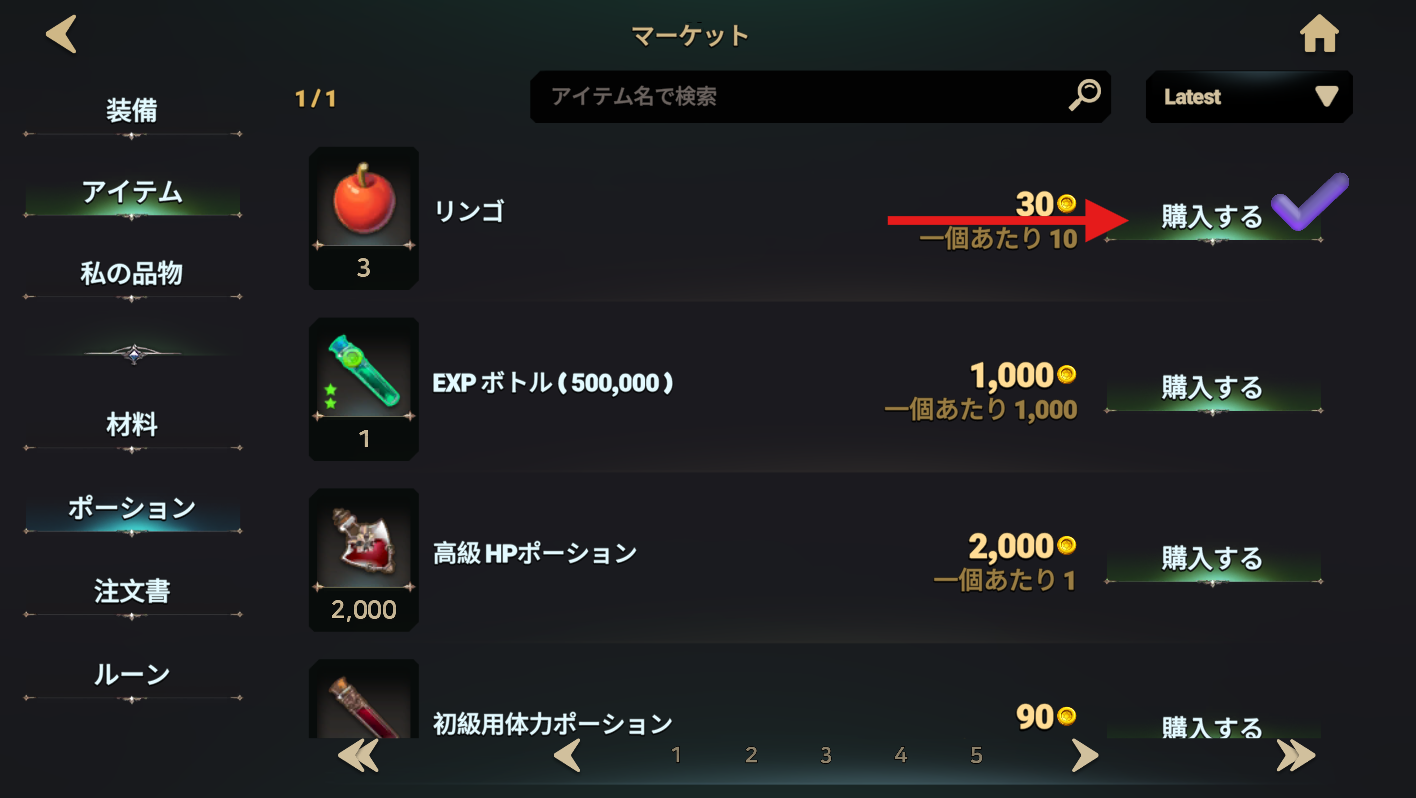 マーケット
1/1
アイテム名で検索
Latest
装備
アイテム
私の品物
材料
ポーション
注文書
ルーン
リンゴ
3
30
一個あたり 10
購入する
EXP ボトル ( 500,000 )
1
1,000
一個あたり 1,000
購入する
高級 HPポーション
2,000
2,000
一個あたり 1
購入する
初級用体力ポーション
90
購入する
1 2 3 4 5